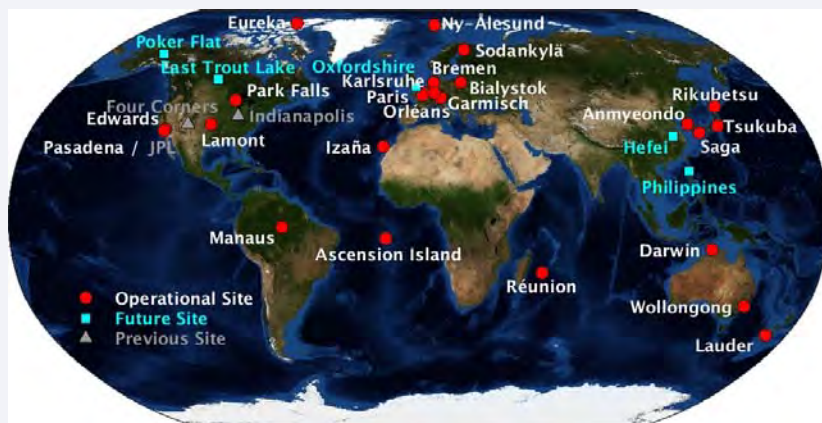 Eureka
Ny-Ålesund
Poker Flat
Sodankylä
East Trout Lake
Oxfordshire
Bremen
Karlsruhe
Bialystok
Park Falls
Paris
Garmisch
Rikubetsu
Four Corners
Indianapolis
Orléans
Anmyeondo
Edwards
Tsukuba
Lamont
Pasadena / JPL
Izaña
Hefei
Saga
Philippines
Manaus
Ascension Island
Darwin
Réunion
Operational Site
Future Site
Previous Site
Wollongong
Lauder